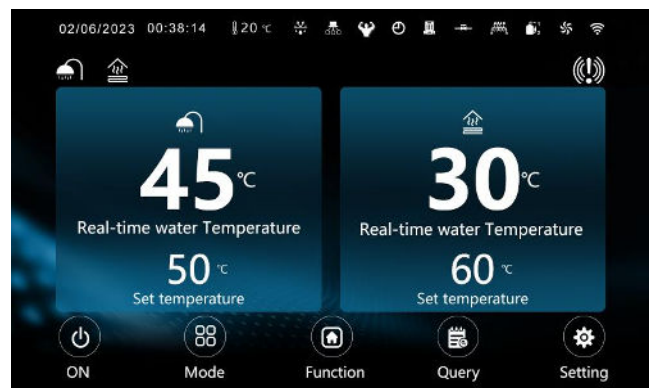 02/06/2023 00:38:14 20 ℃
45 ℃ 30 ℃
Real-time water Temperature Real-time water Temperature
50 ℃ 60 ℃
Set temperature Set temperature
ON Mode Function Query Setting